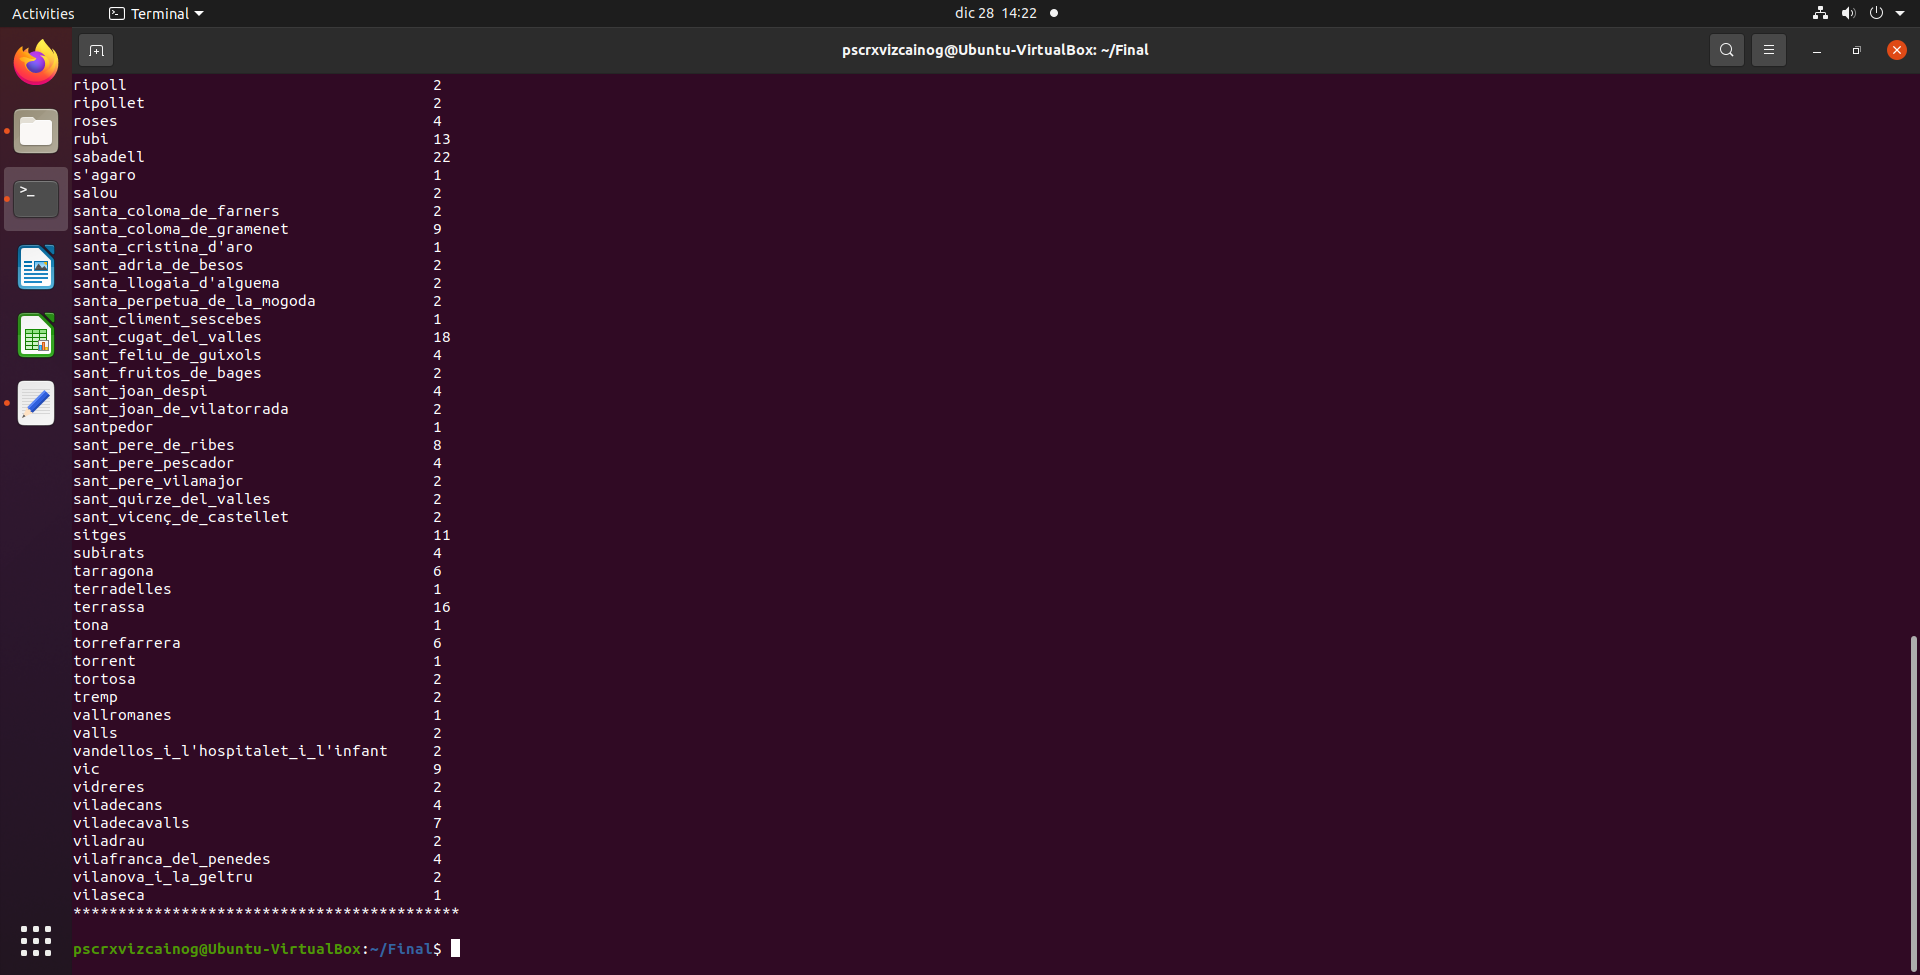 Activities Terminal dic 28 14:22
pscrxvizcainog@Ubuntu-VirtualBox: ~/Final
ripoll 2
ripollet 2
roses 4
rubi 13
sabadell 22
s'agaro 1
salou 2
santa_coloma_de_farners 2
santa_coloma_de_gramenet 9
santa_cristina_d'aro 1
sant_adria_de_besos 2
santa_llogaia_d'alguema 2
santa_perpetua_de_la_mogoda 2
sant_climent_sescebes 1
sant_cugat_del_valles 18
sant_feliu_de_guixols 4
sant_fruitos_de_bages 2
sant_joan_despi 4
sant_joan_de_vilatorrada 2
santpedor 1
sant_pere_de_ribes 8
sant_pere_pescador 4
sant_pere_vilamajor 2
sant_quirze_del_valles 2
sant_vicenç_de_castellet 2
sitges 11
subirats 4
tarragona 6
terradelles 1
terrassa 16
tona 1
torrefarrera 6
torrent 1
tortosa 2
tremp 2
vallromanes 1
valls 2
vandellos_i_l'hospitalet_i_l'infant 2
vic 9
vidreres 2
viladecans 4
viladecavalls 7
viladrau 2
vilafranca_del_penedes 4
vilanova_i_la_geltru 2
vilaseca 1
*******************************************
pscrxvizcainog@Ubuntu-VirtualBox:~/Final$